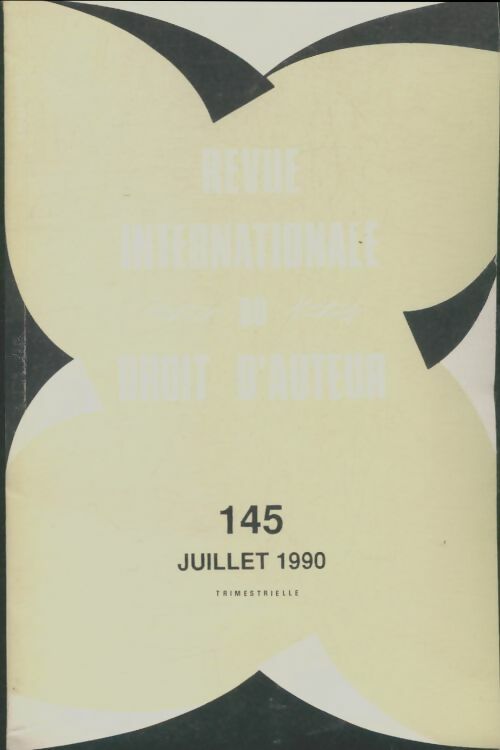 REVUE
INTERNATIONALE
DU
DROIT D'AUTEUR
145
JUILLET 1990
TRIMESTRIELLE